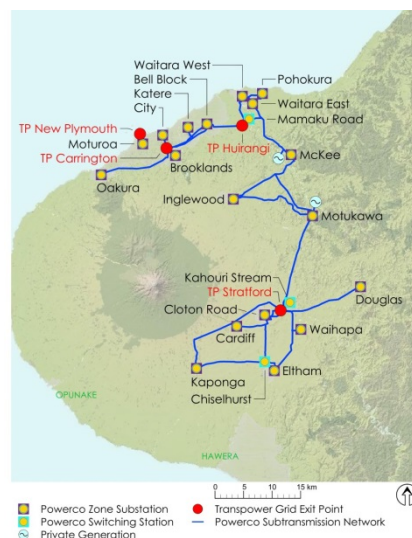 Waitara West
Bell Block
Katere
City
Pohokura
Waitara East
Mamaku Road
TP New Plymouth
Moturoa
TP Carrington
TP Huirangi
McKee
Brooklands
Oakura
Inglewood
Motukawa
Kahouri Stream
TP Stratford
Cloton Road
Douglas
Waihapa
Cardiff
Kaponga
Eltham
Chiselhurst
OPUNAKE
HAWERA
0 5 10 15 km
Powerco Zone Substation
Powerco Switching Station
Private Generation
Transpower Grid Exit Point
Powerco Subtransmission Network